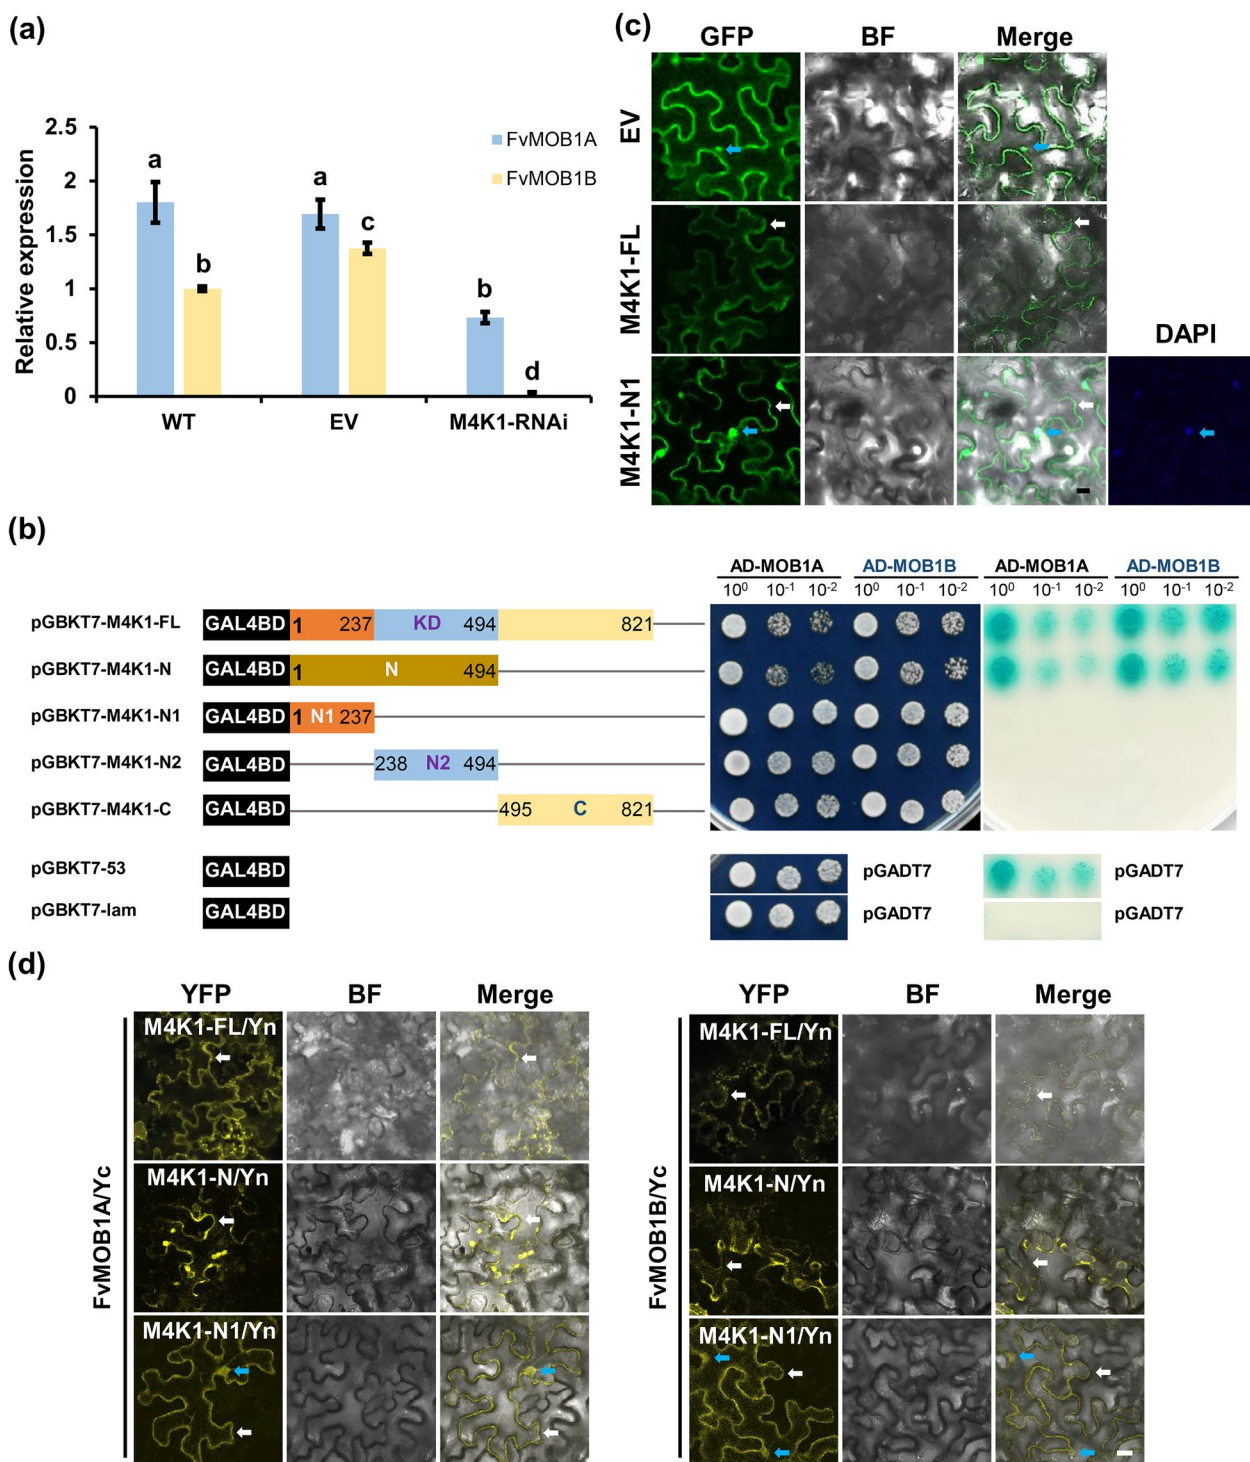 (a)
2.5
2
1.5
1
0.5
0
Relative expression
FvMOB1A
FvMOB1B
a
b
a
c
b
d
WT EV M4K1-RNAi
(c)
GFP BF Merge
EV
M4K1-FL
M4K1-N1
DAPI
(b)
AD-MOB1A AD-MOB1B AD-MOB1A AD-MOB1B
10⁰ 10⁻¹ 10⁻² 10⁰ 10⁻¹ 10⁻² 10⁰ 10⁻¹ 10⁻² 10⁰ 10⁻¹ 10⁻²
pGBKT7-M4K1-FL GAL4BD 1 237 KD 494 821
pGBKT7-M4K1-N GAL4BD 1 N 494
pGBKT7-M4K1-N1 GAL4BD 1 N1 237
pGBKT7-M4K1-N2 GAL4BD 238 N2 494
pGBKT7-M4K1-C GAL4BD 495 C 821
pGBKT7-53 GAL4BD pGADT7 pGADT7
pGBKT7-lam GAL4BD pGADT7 pGADT7
(d)
YFP BF Merge
FvMOB1A/Yc
M4K1-FL/Yn
M4K1-N/Yn
M4K1-N1/Yn
YFP BF Merge
FvMOB1B/Yc
M4K1-FL/Yn
M4K1-N/Yn
M4K1-N1/Yn